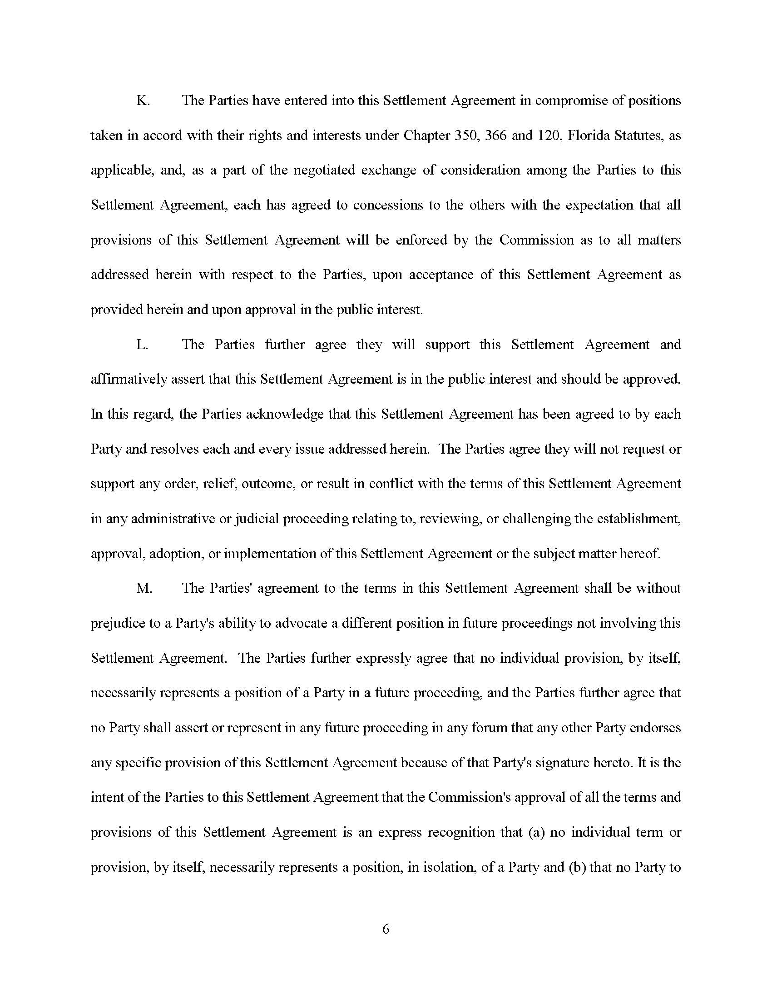 K. The Parties have entered into this Settlement Agreement in compromise of positions
taken in accord with their rights and interests under Chapter 350, 366 and 120, Florida Statutes, as
applicable, and, as a part of the negotiated exchange of consideration among the Parties to this
Settlement Agreement, each has agreed to concessions to the others with the expectation that all
provisions of this Settlement Agreement will be enforced by the Commission as to all matters
addressed herein with respect to the Parties, upon acceptance of this Settlement Agreement as
provided herein and upon approval in the public interest.
L. The Parties further agree they will support this Settlement Agreement and
affirmatively assert that this Settlement Agreement is in the public interest and should be approved.
In this regard, the Parties acknowledge that this Settlement Agreement has been agreed to by each
Party and resolves each and every issue addressed herein. The Parties agree they will not request or
support any order, relief, outcome, or result in conflict with the terms of this Settlement Agreement
in any administrative or judicial proceeding relating to, reviewing, or challenging the establishment,
approval, adoption, or implementation of this Settlement Agreement or the subject matter hereof.
M. The Parties' agreement to the terms in this Settlement Agreement shall be without
prejudice to a Party's ability to advocate a different position in future proceedings not involving this
Settlement Agreement. The Parties further expressly agree that no individual provision, by itself,
necessarily represents a position of a Party in a future proceeding, and the Parties further agree that
no Party shall assert or represent in any future proceeding in any forum that any other Party endorses
any specific provision of this Settlement Agreement because of that Party's signature hereto. It is the
intent of the Parties to this Settlement Agreement that the Commission's approval of all the terms and
provisions of this Settlement Agreement is an express recognition that (a) no individual term or
provision, by itself, necessarily represents a position, in isolation, of a Party and (b) that no Party to
6